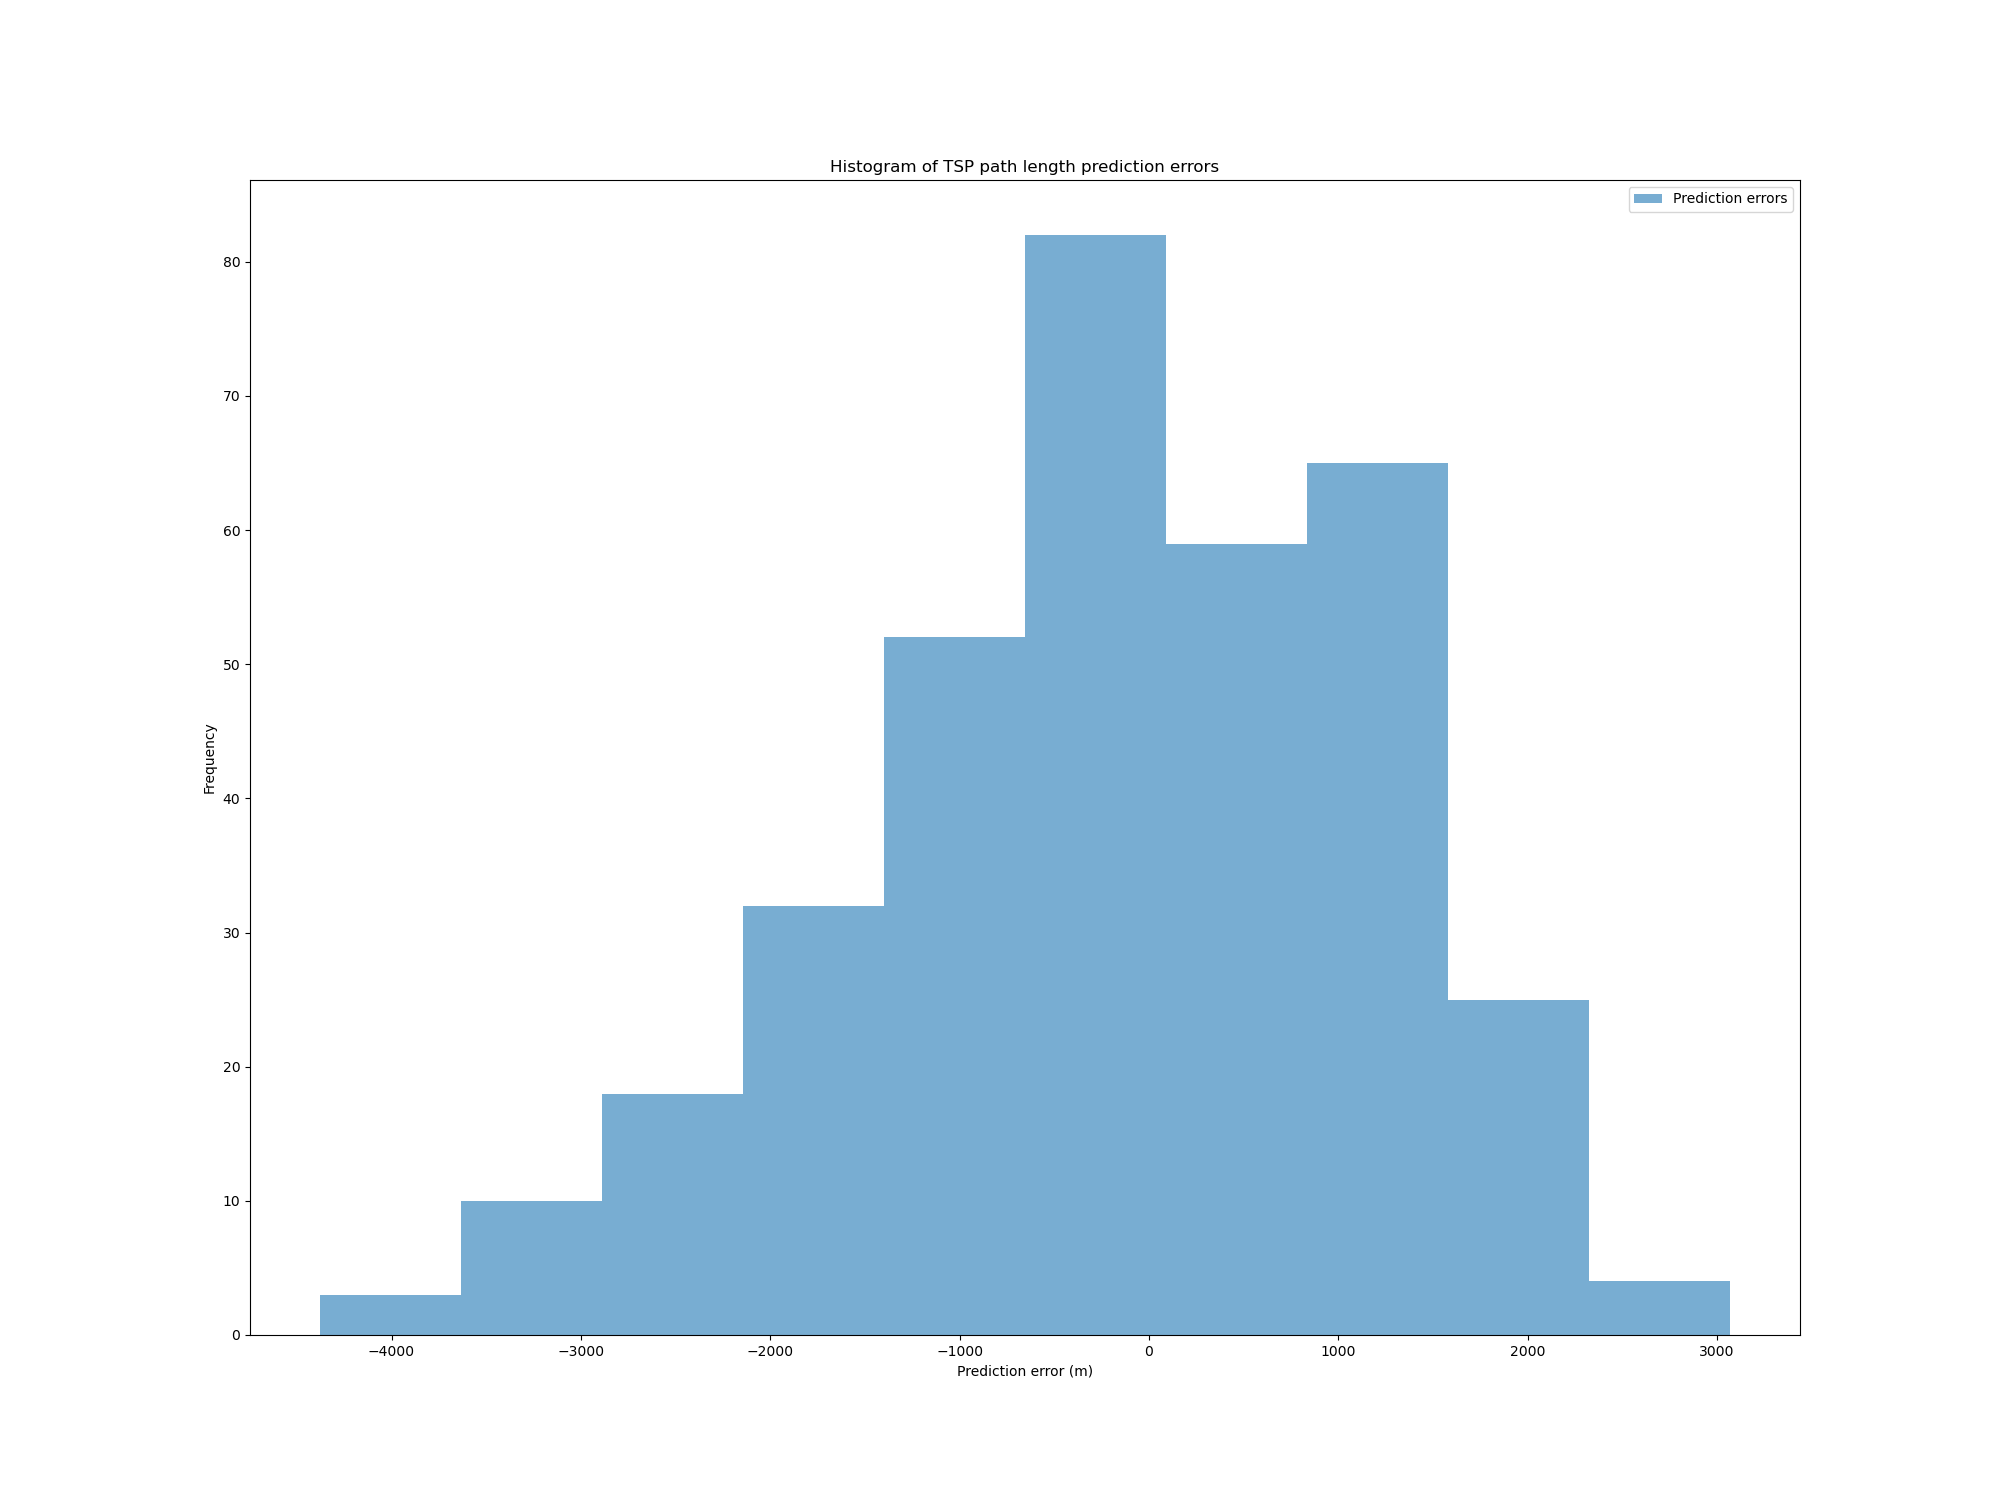 Histogram of TSP path length prediction errors
Prediction errors
80
70
60
50
40
30
20
10
0
Frequency
−4000 −3000 −2000 −1000 0 1000 2000 3000
Prediction error (m)